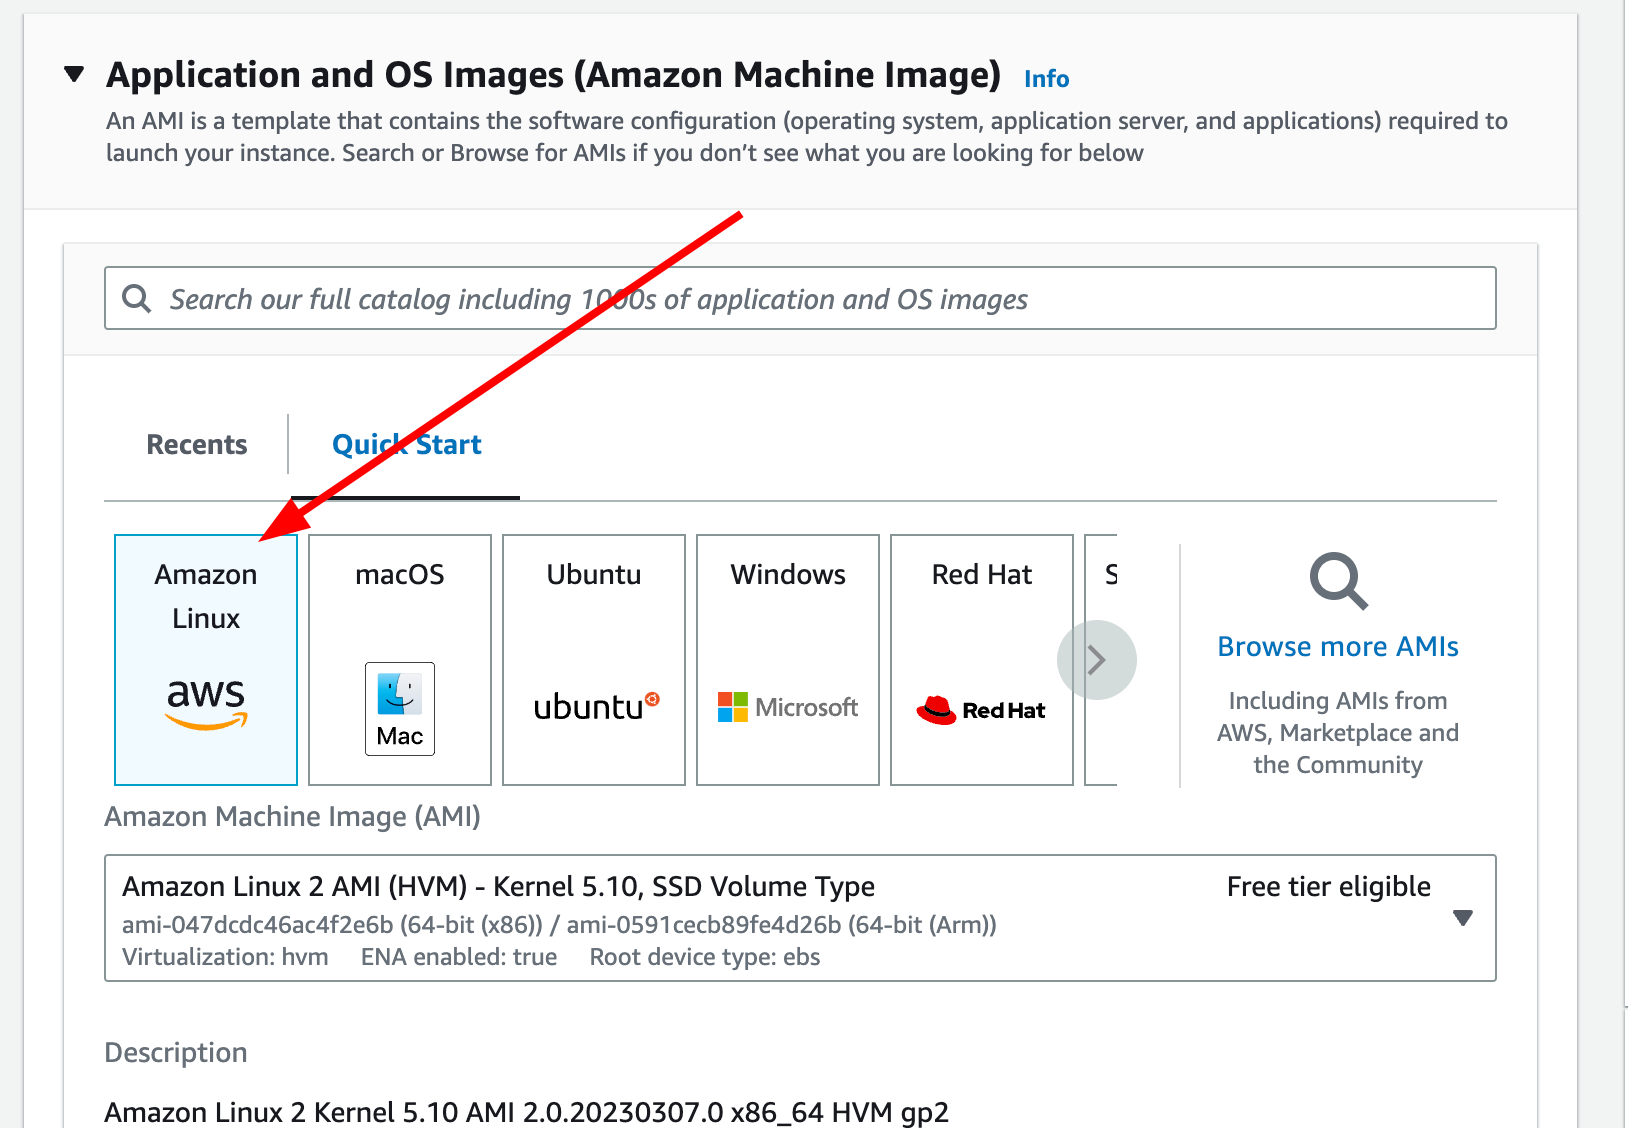 Application and OS Images (Amazon Machine Image) Info
An AMI is a template that contains the software configuration (operating system, application server, and applications) required to
launch your instance. Search or Browse for AMIs if you don’t see what you are looking for below
Search our full catalog including 1000s of application and OS images
Recents
Quick Start
Amazon
Linux
aws
macOS
Mac
Ubuntu
ubuntu
Windows
Microsoft
Red Hat
Red Hat
S
Browse more AMIs
Including AMIs from
AWS, Marketplace and
the Community
Amazon Machine Image (AMI)
Amazon Linux 2 AMI (HVM) - Kernel 5.10, SSD Volume Type
Free tier eligible
ami-047dcdc46ac4f2e6b (64-bit (x86)) / ami-0591cecb89fe4d26b (64-bit (Arm))
Virtualization: hvm ENA enabled: true Root device type: ebs
Description
Amazon Linux 2 Kernel 5.10 AMI 2.0.20230307.0 x86_64 HVM gp2